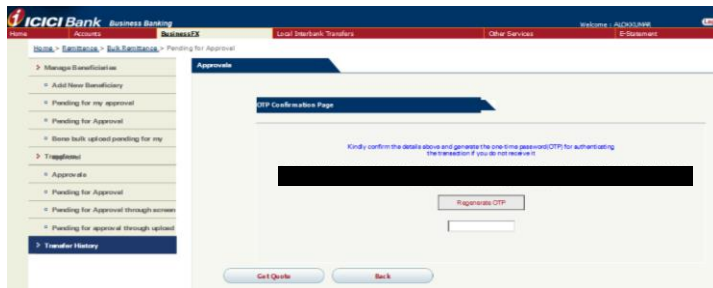 ICICI Bank Business Banking
Welcome : ALOKKUMAR
Home Accounts BusinessFX Local Interbank Transfers Other Services E-Statement
Home > Remittance > Bulk Remittance > Pending for Approval
Manage Beneficiaries
Add New Beneficiary
Pending for my approval
Pending for Approval
Bene bulk upload pending for my
Approvals
Pending for Approval
Pending for Approval through screen
Pending for approval through upload
Transfer History
Approvals
OTP Confirmation Page
Kindly confirm the details above and generate the one-time password(OTP) for authenticating
the transaction if you do not receive it
Regenerate OTP
Get Quote Back